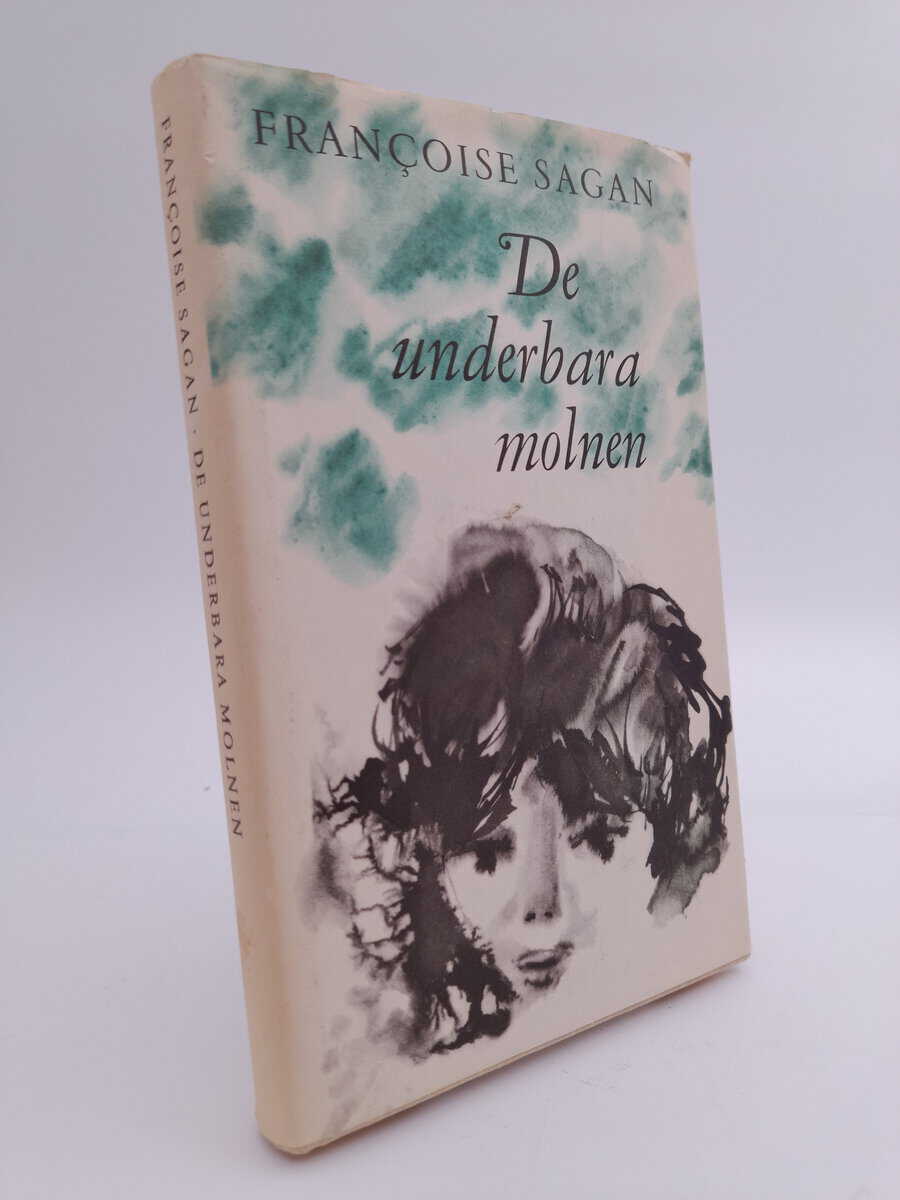 FRANÇOISE SAGAN
De
underbara
molnen
FRANÇOISE SAGAN · DE UNDERBARA MOLNEN